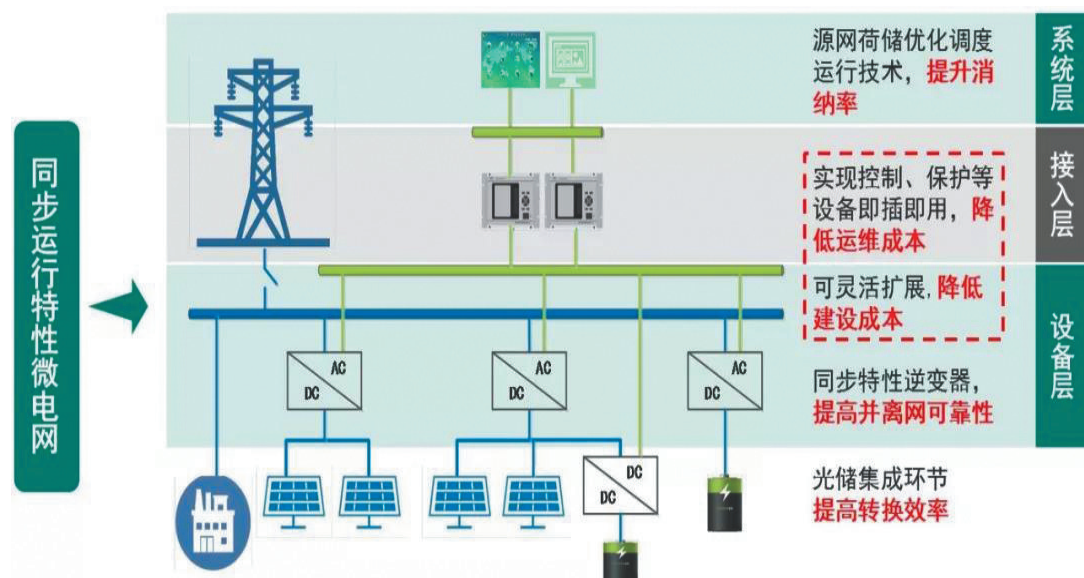 同步运行特性微电网
源网荷储优化调度
运行技术，提升消
纳率
系统层
实现控制、保护等
设备即插即用，降
低运维成本
接入层
可灵活扩展，降低
建设成本
设备层
AC
DC
AC
DC
AC
DC
同步特性逆变器，
提高并离网可靠性
DC
DC
光储集成环节
提高转换效率